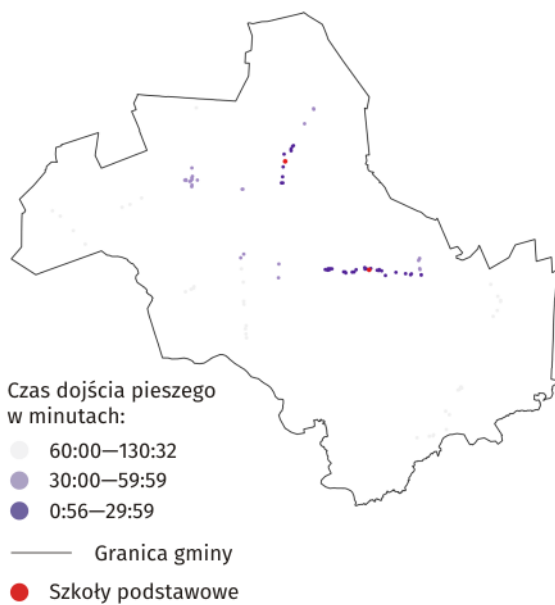 Czas dojścia pieszego
w minutach:
60:00—130:32
30:00—59:59
0:56—29:59
Granica gminy
Szkoły podstawowe